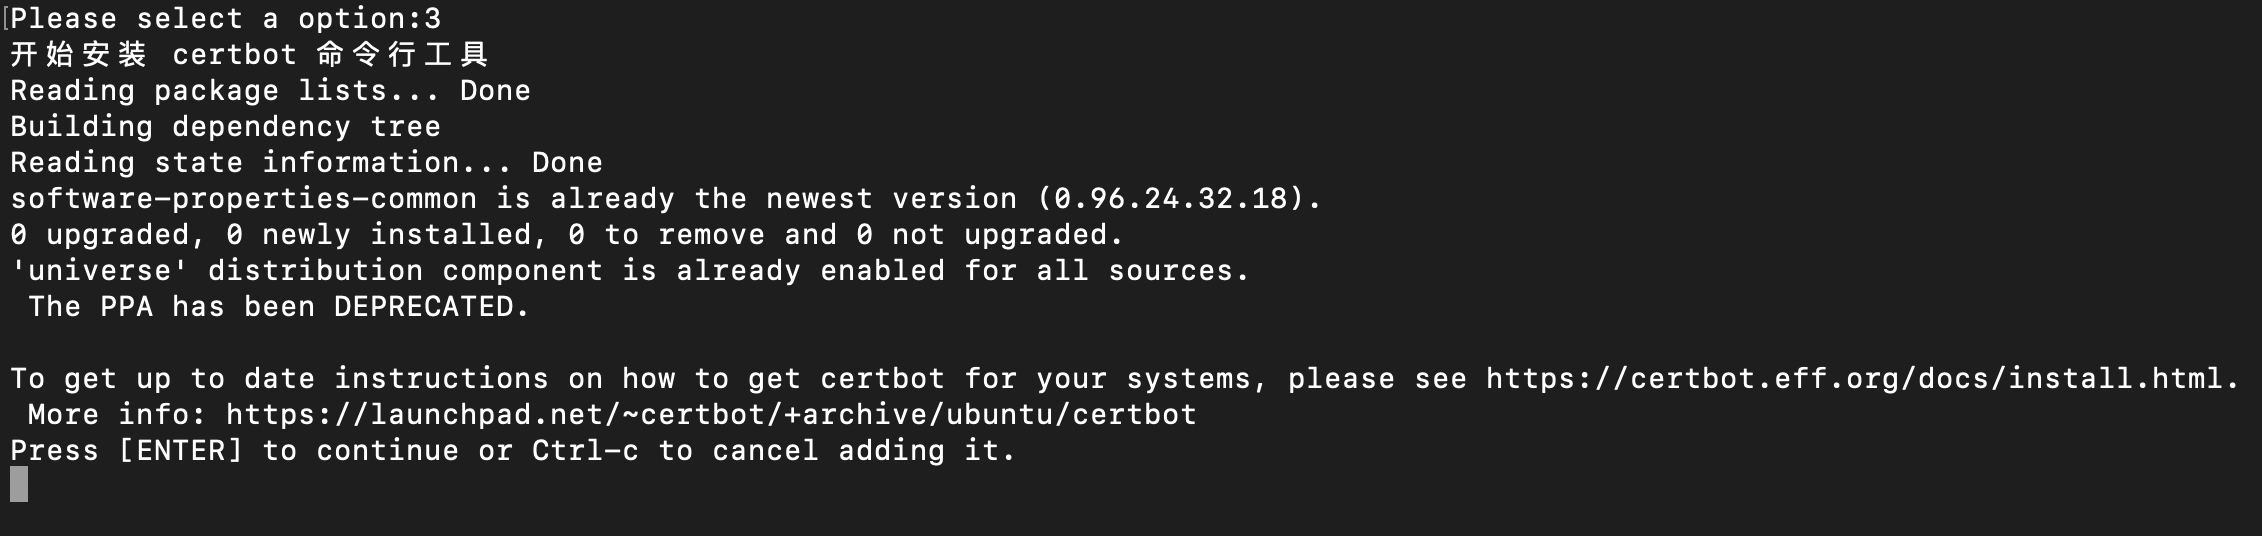 [Please select a option:3
开始安装 certbot 命令行工具
Reading package lists... Done
Building dependency tree
Reading state information... Done
software-properties-common is already the newest version (0.96.24.32.18).
0 upgraded, 0 newly installed, 0 to remove and 0 not upgraded.
'universe' distribution component is already enabled for all sources.
 The PPA has been DEPRECATED.

To get up to date instructions on how to get certbot for your systems, please see https://certbot.eff.org/docs/install.html.
 More info: https://launchpad.net/~certbot/+archive/ubuntu/certbot
Press [ENTER] to continue or Ctrl-c to cancel adding it.